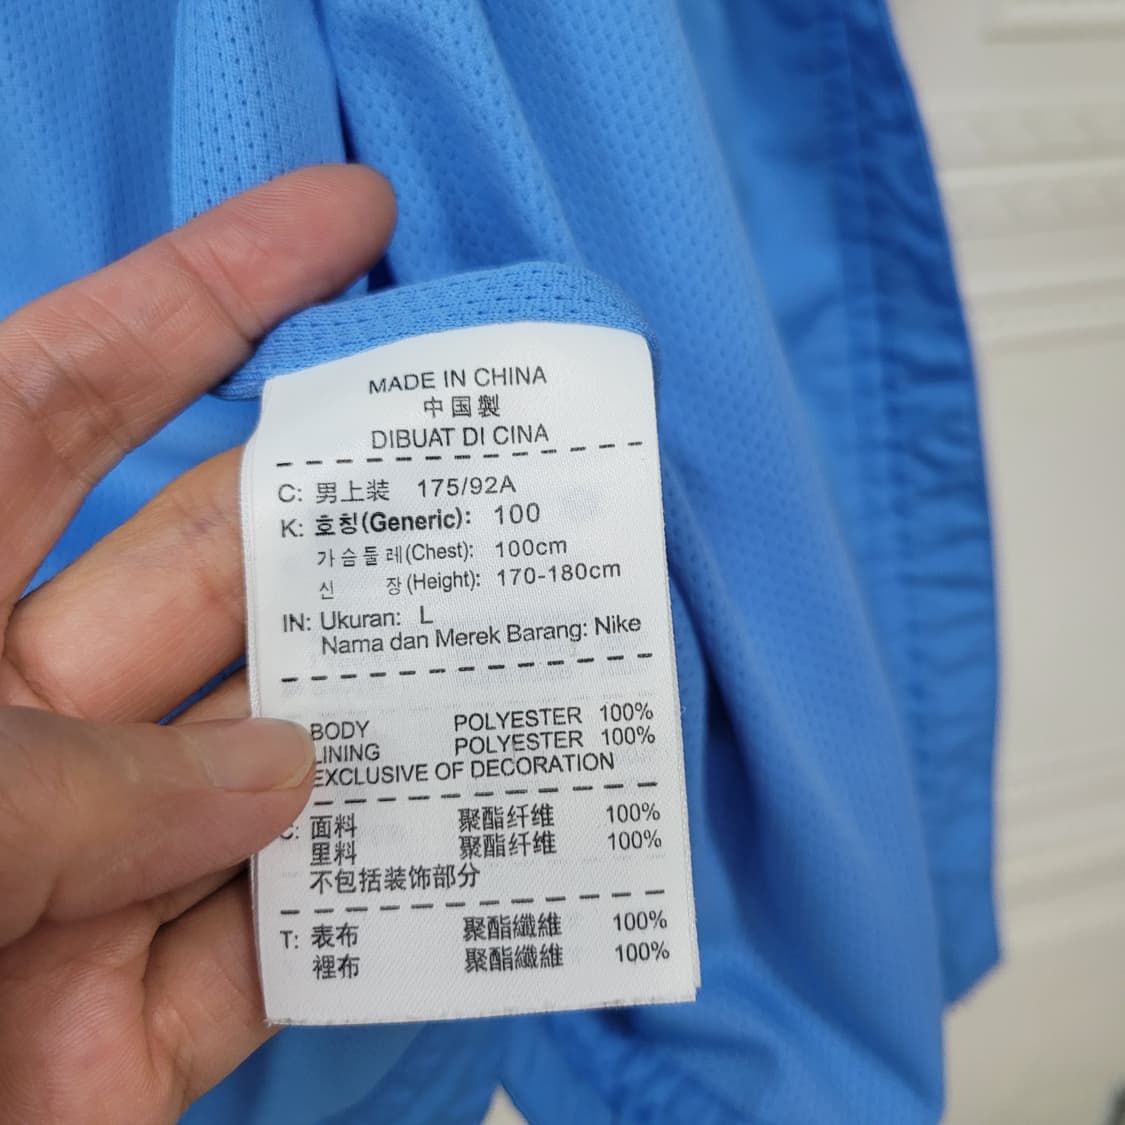 MADE IN CHINA
中国製
DIBUAT DI CINA
C: 男上装 175/92A
K: 호칭(Generic): 100
가슴둘레(Chest): 100cm
신 장(Height): 170-180cm
IN: Ukuran: L
Nama dan Merek Barang: Nike
BODY POLYESTER 100%
LINING POLYESTER 100%
EXCLUSIVE OF DECORATION
C: 面料 聚酯纤维 100%
里料 聚酯纤维 100%
不包括装饰部分
T: 表布 聚酯纖維 100%
裡布 聚酯纖維 100%